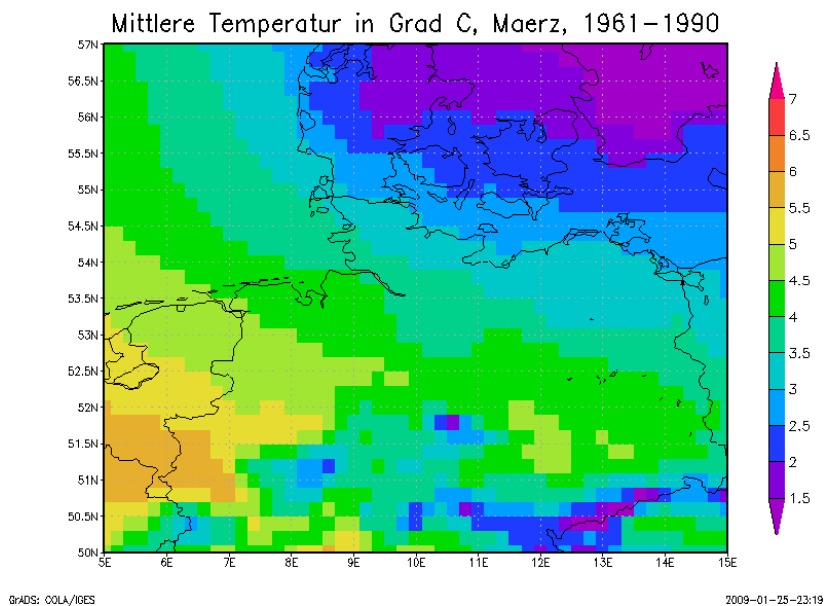 Mittlere Temperatur in Grad C, Maerz, 1961-1990
57N
56.5N
56N
55.5N
55N
54.5N
54N
53.5N
53N
52.5N
52N
51.5N
51N
50.5N
50N
5E 6E 7E 8E 9E 10E 11E 12E 13E 14E 15E
7
6.5
6
5.5
5
4.5
4
3.5
3
2.5
2
1.5
GrADS: COLA/IGES
2009-01-25-23:19